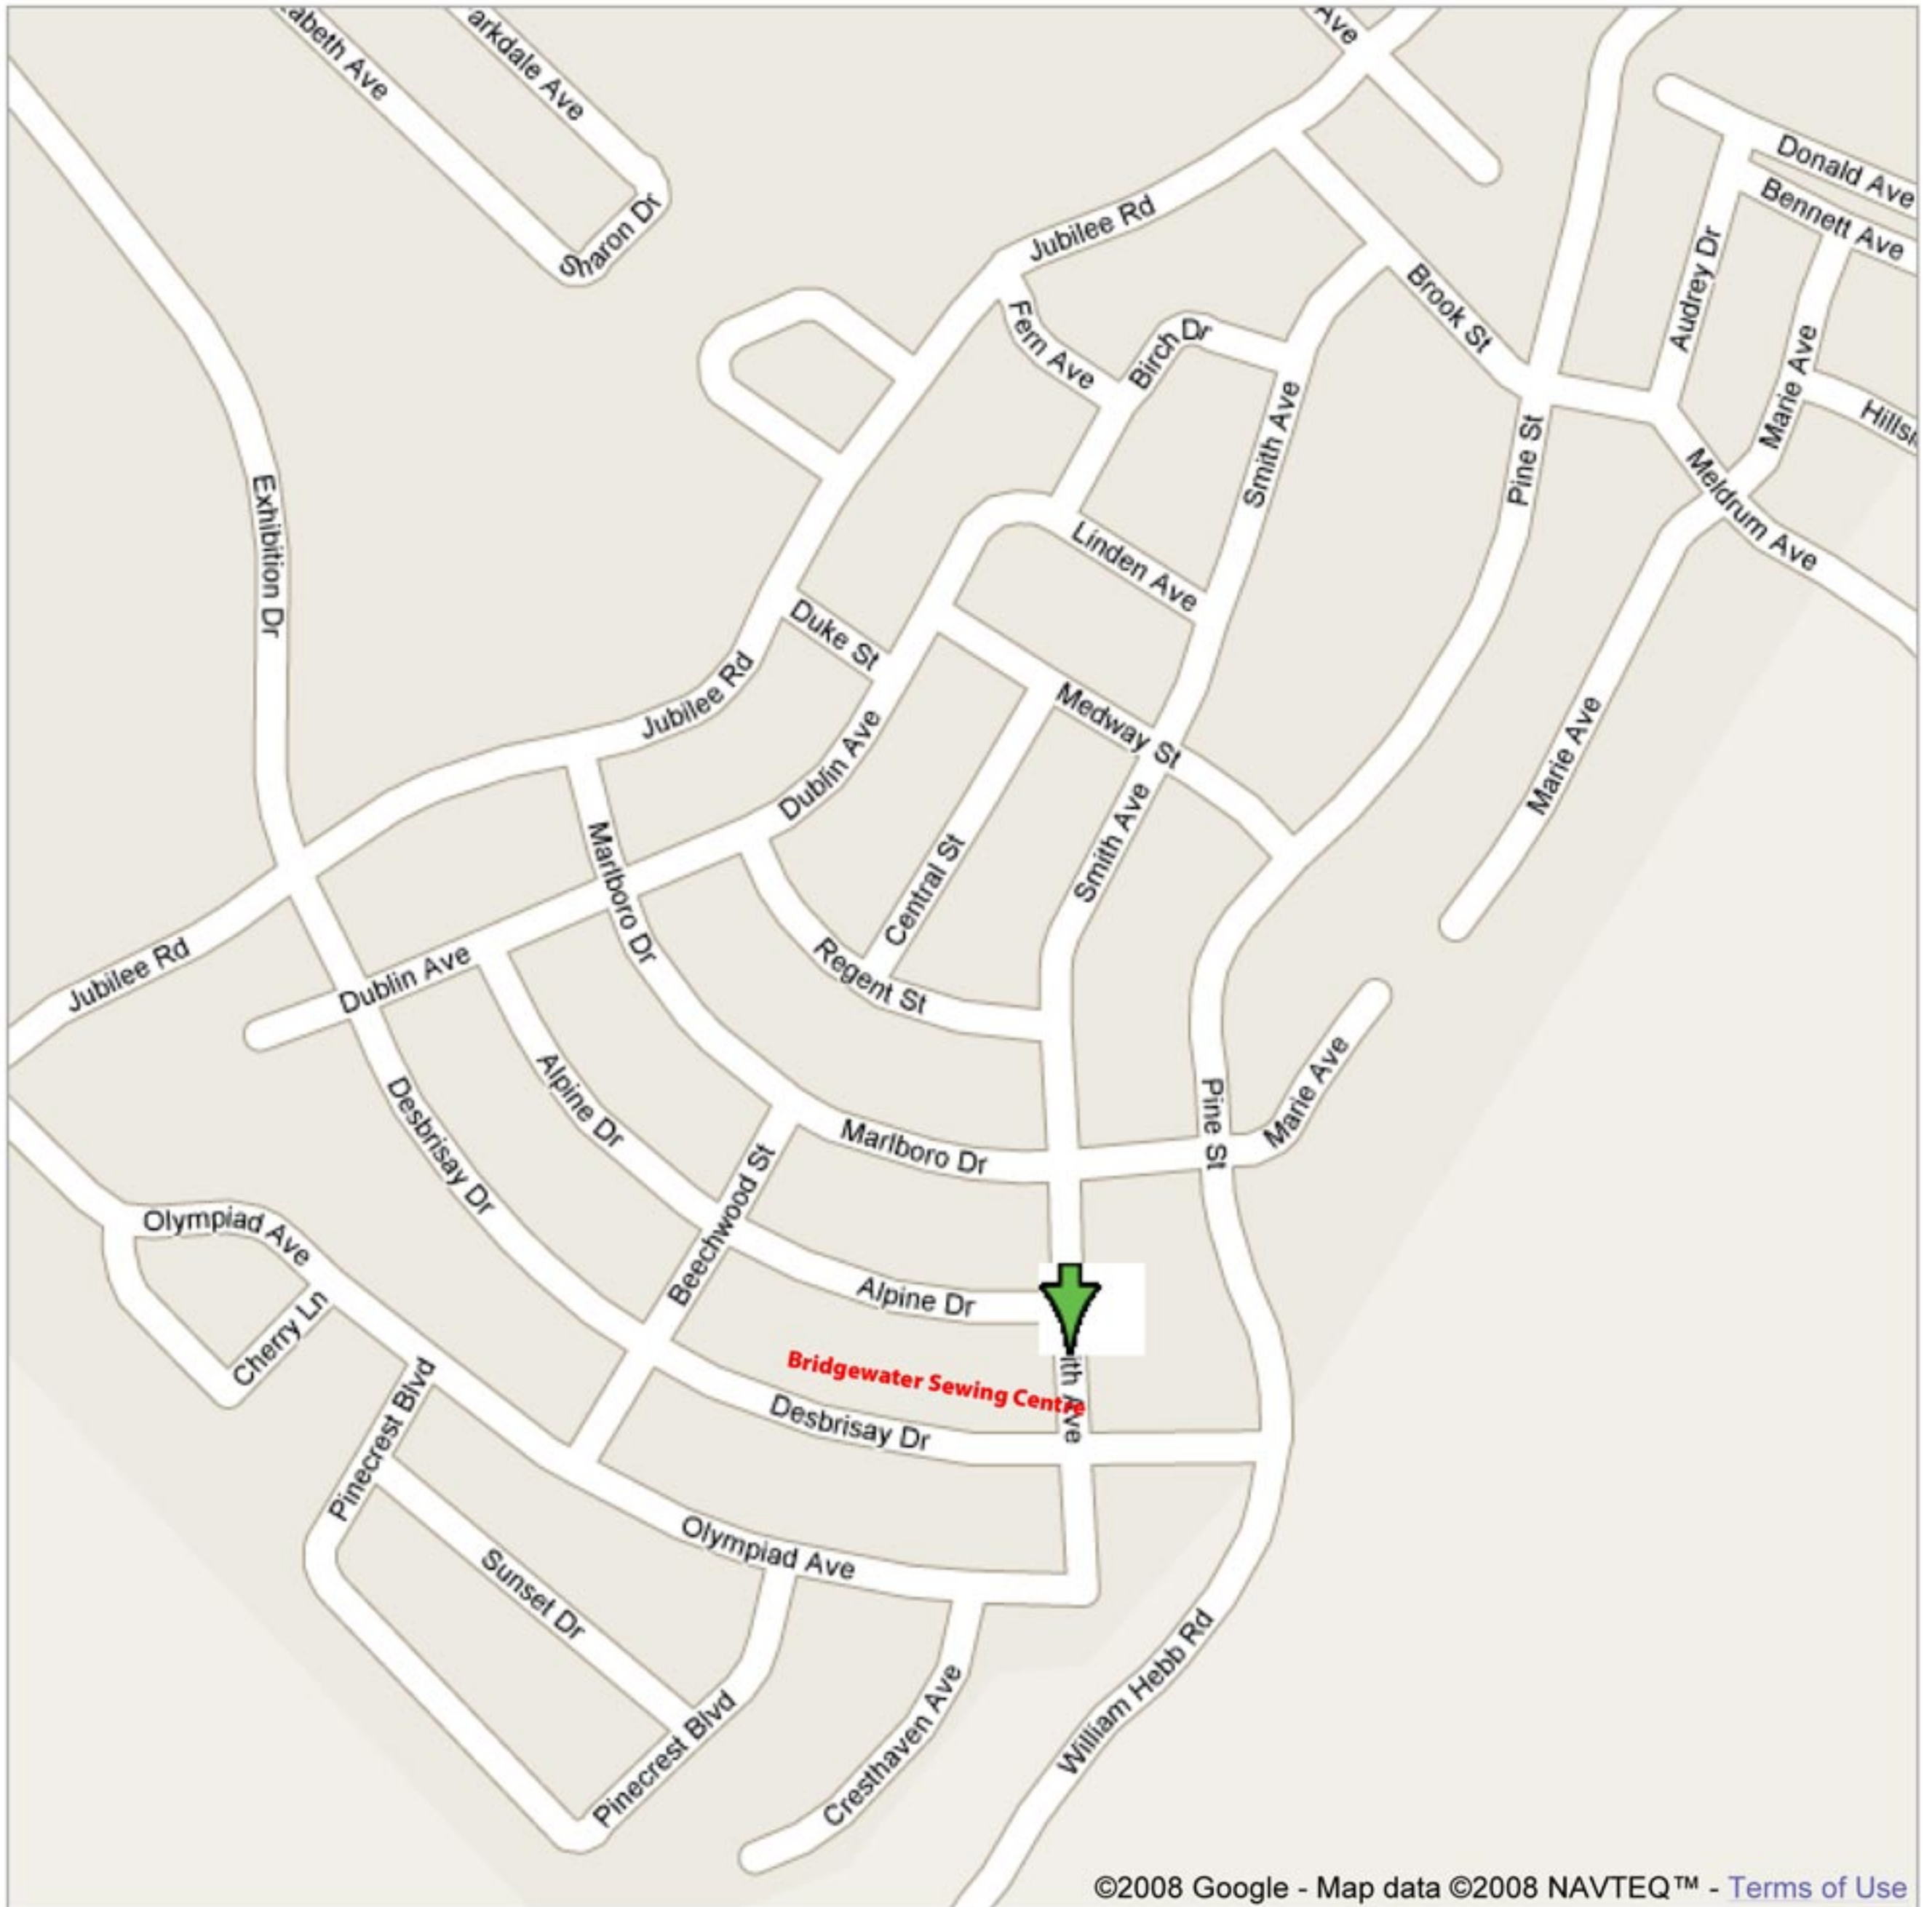 abeth Ave
arkdale Ave
Ave
Sharon Dr
Donald Ave
Bennett Ave
Jubilee Rd
Audrey Dr
Brook St
Fern Ave
Birch Dr
Marie Ave
Smith Ave
Pine St
Exhibition Dr
Meldrum Ave
Linden Ave
Duke St
Jubilee Rd
Medway St
Dublin Ave
Marie Ave
Smith Ave
Central St
Marlboro Dr
Jubilee Rd
Dublin Ave
Regent St
Alpine Dr
Desbrisay Dr
Pine St
Marie Ave
Marlboro Dr
Beechwood St
Olympiad Ave
Alpine Dr
Cherry Ln
Bridgewater Sewing Centre
ith Ave
Desbrisay Dr
Pinecrest Blvd
Olympiad Ave
Sunset Dr
William Hebb Rd
Cresthaven Ave
Pinecrest Blvd
©2008 Google - Map data ©2008 NAVTEQ™ - Terms of Use